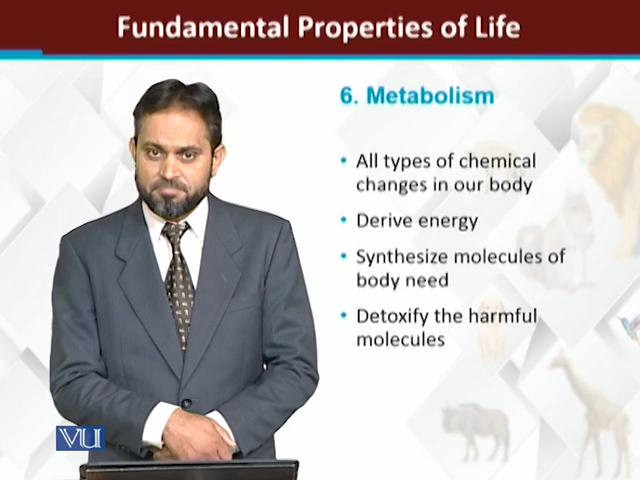 Fundamental Properties of Life
6. Metabolism
• All types of chemical
changes in our body
• Derive energy
• Synthesize molecules of
body need
• Detoxify the harmful
molecules
VU